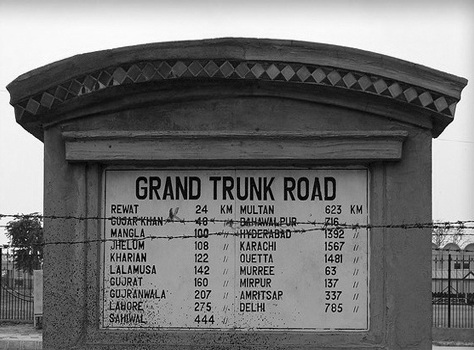 GRAND TRUNK ROAD
REWAT 24 KM MULTAN 623 KM
GUJAR KHAN 48 〃 BAHAWALPUR 716 〃
MANGLA 100 〃 HYDERABAD 1392 〃
JHELUM 108 〃 KARACHI 1567 〃
KHARIAN 122 〃 QUETTA 1481 〃
LALAMUSA 142 〃 MURREE 63 〃
GUJRAT 160 〃 MIRPUR 137 〃
GUJRANWALA 207 〃 AMRITSAP 337 〃
LAHORE 275 〃 DELHI 785 〃
SAHIWAL 444 〃